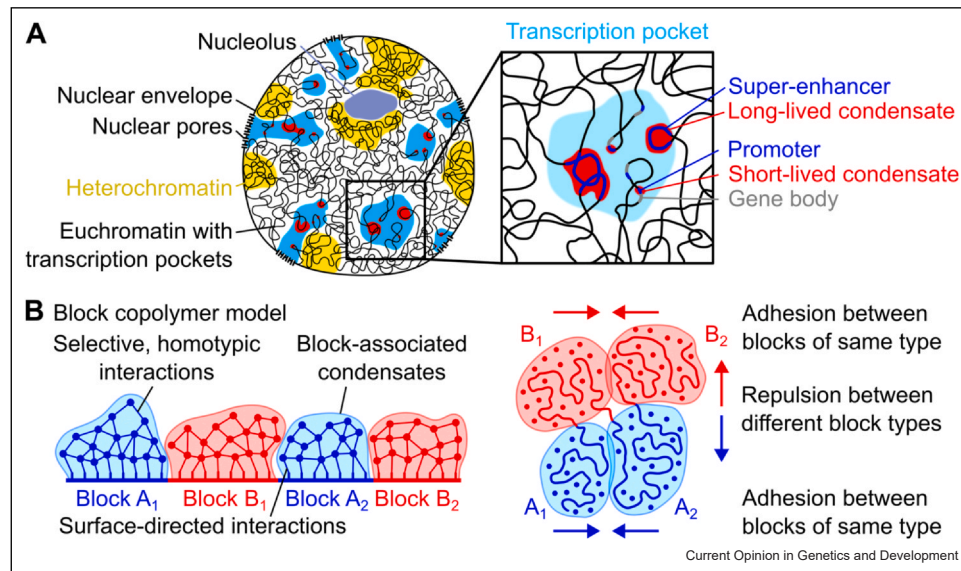 A
Nucleolus
Nuclear envelope
Nuclear pores
Heterochromatin
Euchromatin with
transcription pockets
Transcription pocket
Super-enhancer
Long-lived condensate
Promoter
Short-lived condensate
Gene body
B
Block copolymer model
Selective, homotypic
interactions
Block-associated
condensates
Block A₁
Block B₁
Block A₂
Block B₂
Surface-directed interactions
B₁
B₂
A₁
A₂
Adhesion between
blocks of same type
Repulsion between
different block types
Adhesion between
blocks of same type
Current Opinion in Genetics and Development